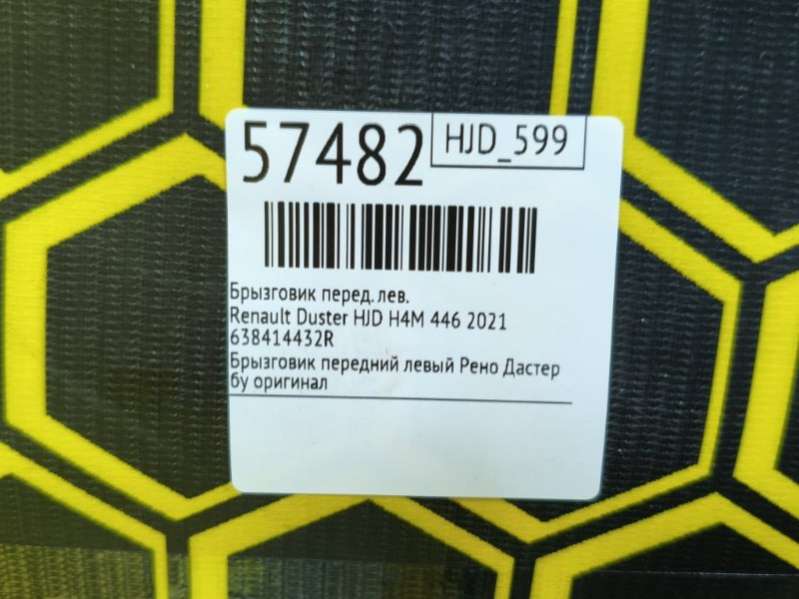 57482
HJD_599
Брызговик перед. лев.
Renault Duster HJD H4M 446 2021
638414432R
Брызговик передний левый Рено Дастер
бу оригинал